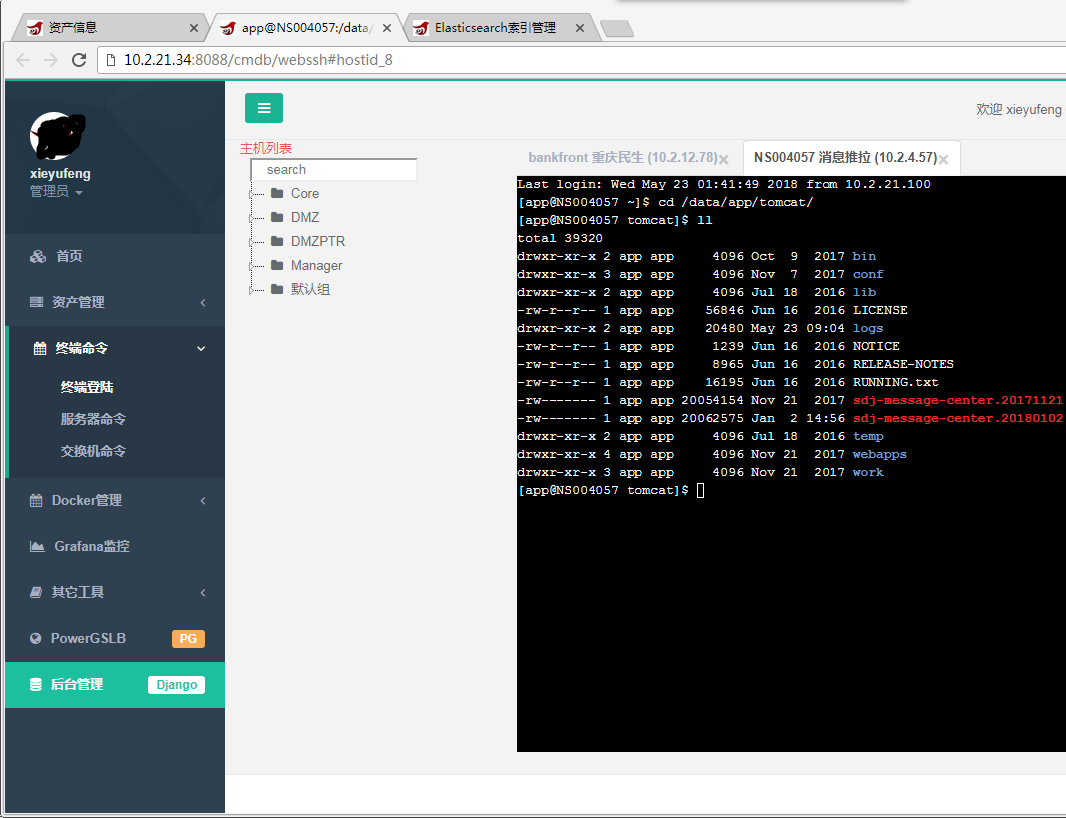 资产信息
app@NS004057:/data/
Elasticsearch索引管理
10.2.21.34:8088/cmdb/webssh#hostid_8
xieyufeng
管理员
首页
资产管理
终端命令
终端登陆
服务器命令
交换机命令
Docker管理
Grafana监控
其它工具
PowerGSLB PG
后台管理 Django
欢迎 xieyufeng
主机列表
search
Core
DMZ
DMZPTR
Manager
默认组
bankfront 重庆民生 (10.2.12.78)
NS004057 消息推拉 (10.2.4.57)
Last login: Wed May 23 01:41:49 2018 from 10.2.21.100
[app@NS004057 ~]$ cd /data/app/tomcat/
[app@NS004057 tomcat]$ ll
total 39320
drwxr-xr-x 2 app app     4096 Oct  9  2017 bin
drwxr-xr-x 3 app app     4096 Nov  7  2017 conf
drwxr-xr-x 2 app app     4096 Jul 18  2016 lib
-rw-r--r-- 1 app app    56846 Jun 16  2016 LICENSE
drwxr-xr-x 2 app app    20480 May 23 09:04 logs
-rw-r--r-- 1 app app     1239 Jun 16  2016 NOTICE
-rw-r--r-- 1 app app     8965 Jun 16  2016 RELEASE-NOTES
-rw-r--r-- 1 app app    16195 Jun 16  2016 RUNNING.txt
-rw------- 1 app app 20054154 Nov 21  2017 sdj-message-center.20171121
-rw------- 1 app app 20062575 Jan  2 14:56 sdj-message-center.20180102
drwxr-xr-x 2 app app     4096 Jul 18  2016 temp
drwxr-xr-x 4 app app     4096 Nov 21  2017 webapps
drwxr-xr-x 3 app app     4096 Nov 21  2017 work
[app@NS004057 tomcat]$